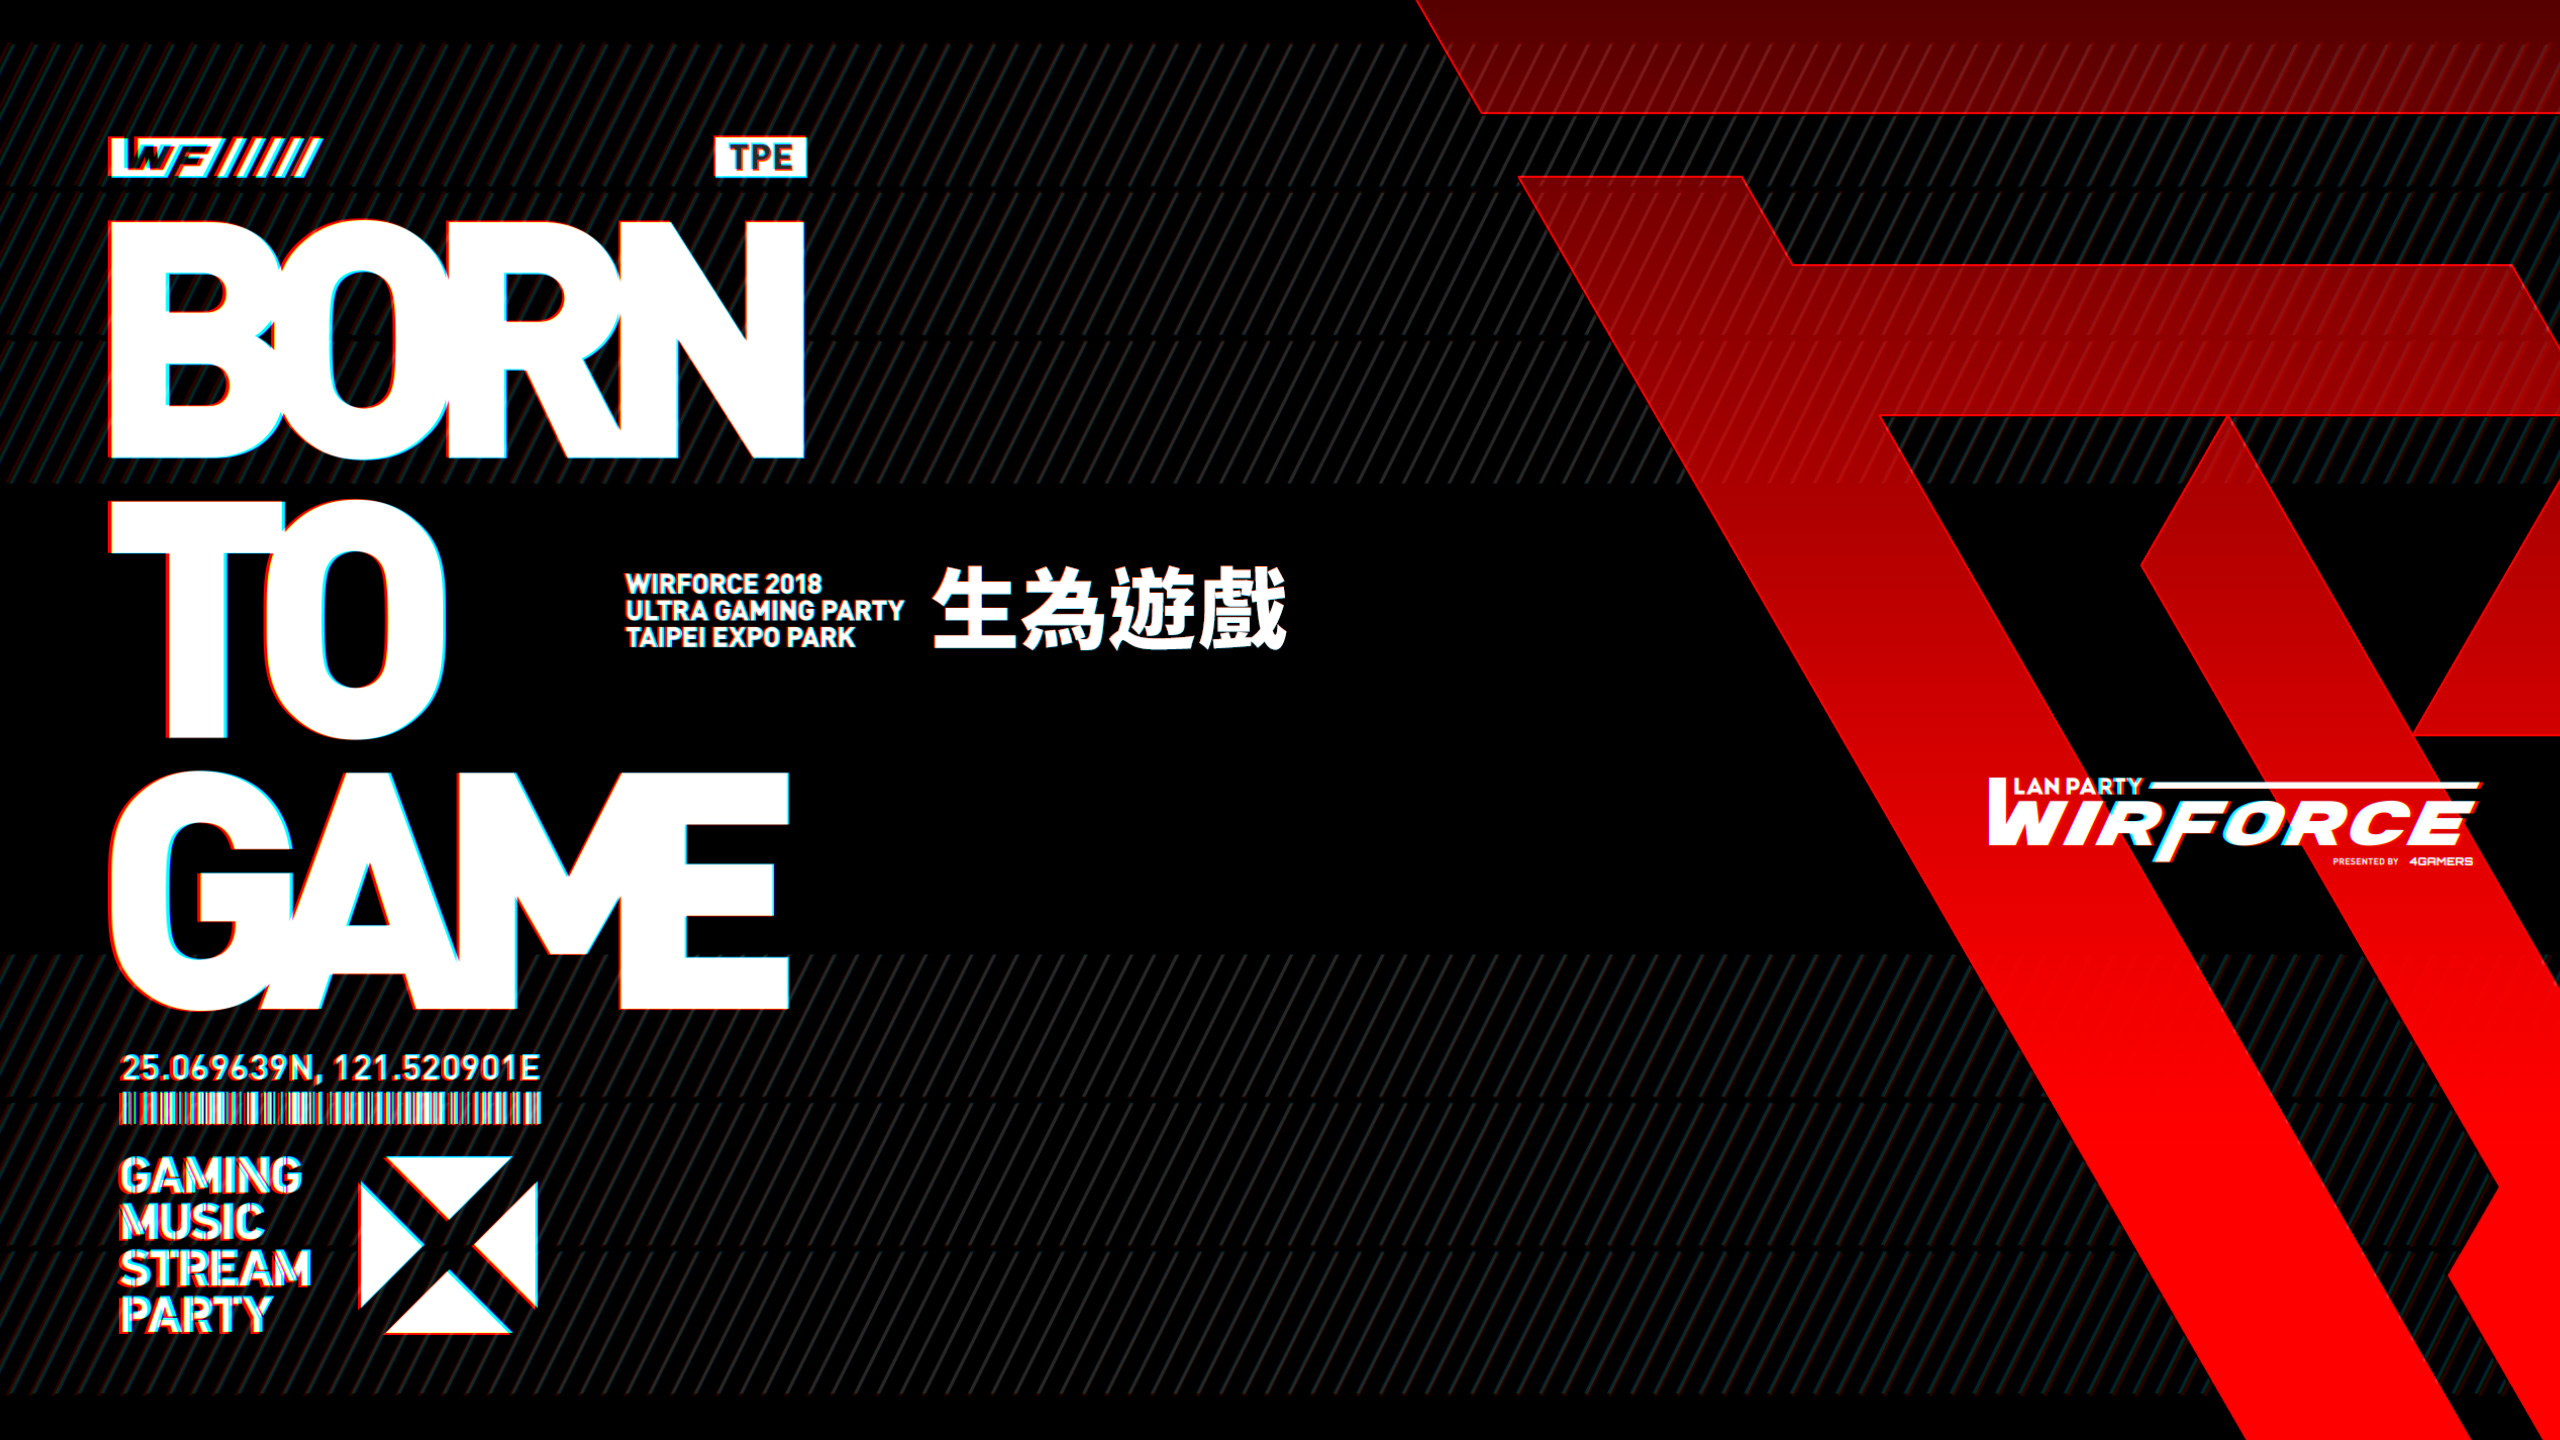 WF
TPE
BORN
TO
GAME
WIRFORCE 2018
ULTRA GAMING PARTY
TAIPEI EXPO PARK
生為遊戲
LAN PARTY
WIRFORCE
PRESENTED BY 4GAMERS
25.069639N, 121.520901E
GAMING
MUSIC
STREAM
PARTY